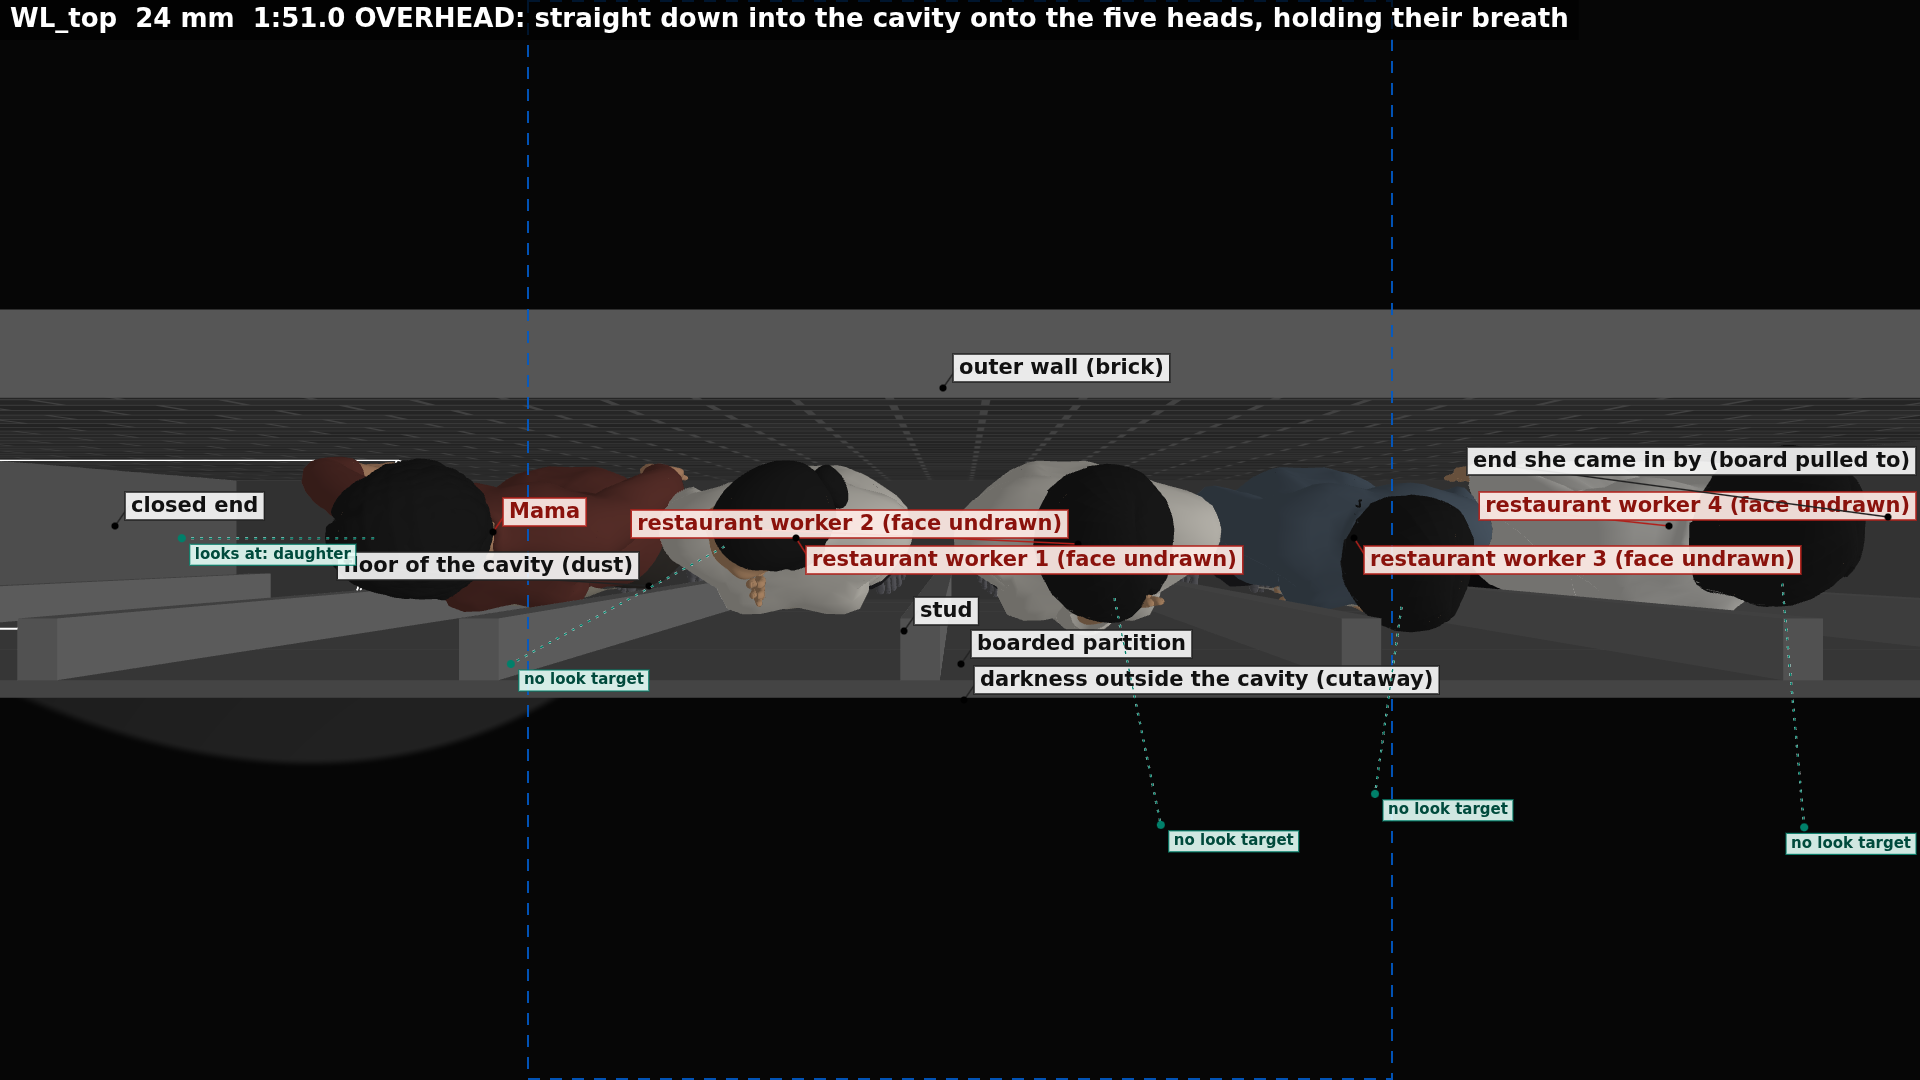 WL_top 24 mm 1:51.0 OVERHEAD: straight down into the cavity onto the five heads, holding their breath
outer wall (brick)
end she came in by (board pulled to)
closed end
Mama
restaurant worker 4 (face undrawn)
restaurant worker 2 (face undrawn)
looks at: daughter
floor of the cavity (dust)
restaurant worker 1 (face undrawn)
restaurant worker 3 (face undrawn)
stud
boarded partition
no look target
darkness outside the cavity (cutaway)
no look target
no look target
no look target